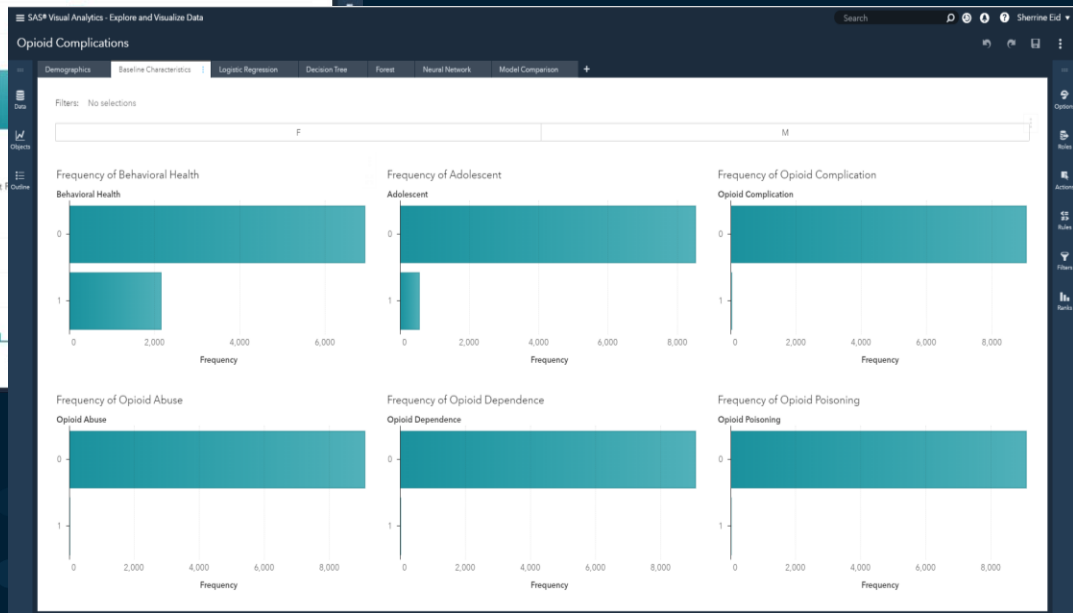 SAS® Visual Analytics - Explore and Visualize Data
Search
Sherrine Eid
Opioid Complications
Demographics
Baseline Characteristics
Logistic Regression
Decision Tree
Forest
Neural Network
Model Comparison
+
Data
Objects
Outline
Filters: No selections
F
M
Frequency of Behavioral Health
Behavioral Health
0
1
0 2,000 4,000 6,000
Frequency
Frequency of Adolescent
Adolescent
0
1
0 2,000 4,000 6,000 8,000
Frequency
Frequency of Opioid Complication
Opioid Complication
0
1
0 2,000 4,000 6,000 8,000
Frequency
Frequency of Opioid Abuse
Opioid Abuse
0
1
0 2,000 4,000 6,000 8,000
Frequency
Frequency of Opioid Dependence
Opioid Dependence
0
1
0 2,000 4,000 6,000 8,000
Frequency
Frequency of Opioid Poisoning
Opioid Poisoning
0
1
0 2,000 4,000 6,000 8,000
Frequency
Options
Roles
Actions
Rules
Filters
Ranks